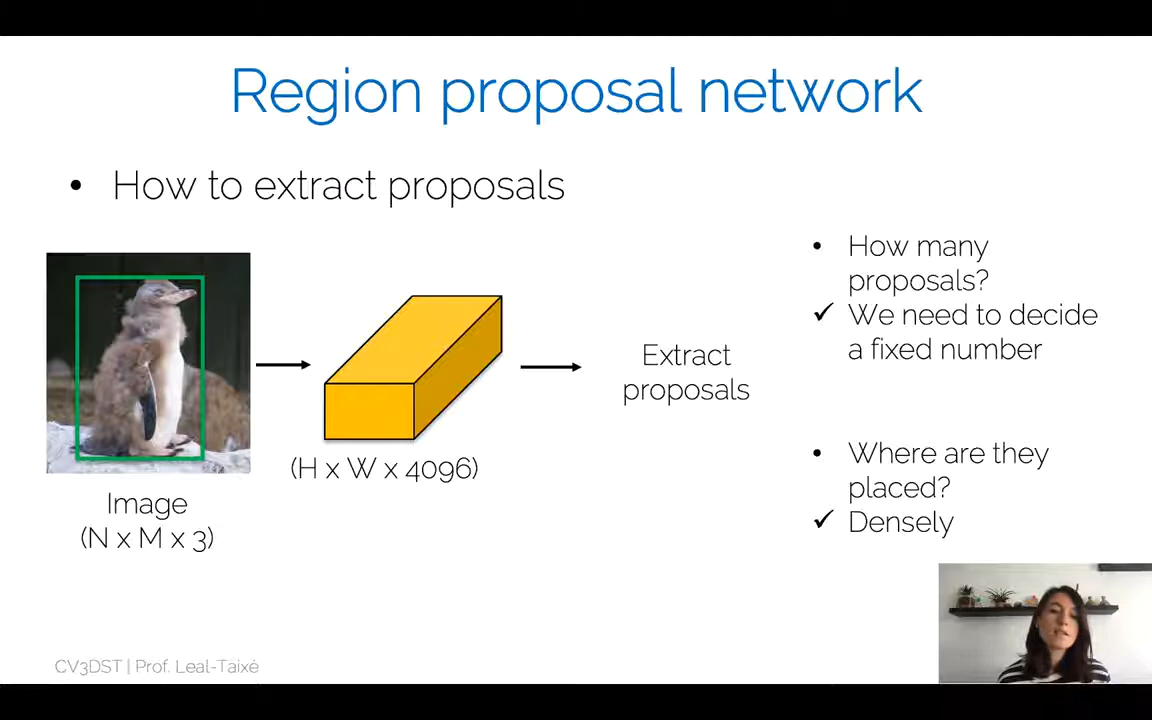 Region proposal network
• How to extract proposals
• How many
proposals?
✓ We need to decide
a fixed number
Extract
proposals
• Where are they
placed?
✓ Densely
(H x W x 4096)
Image
(N x M x 3)
CV3DST | Prof. Leal-Taixé